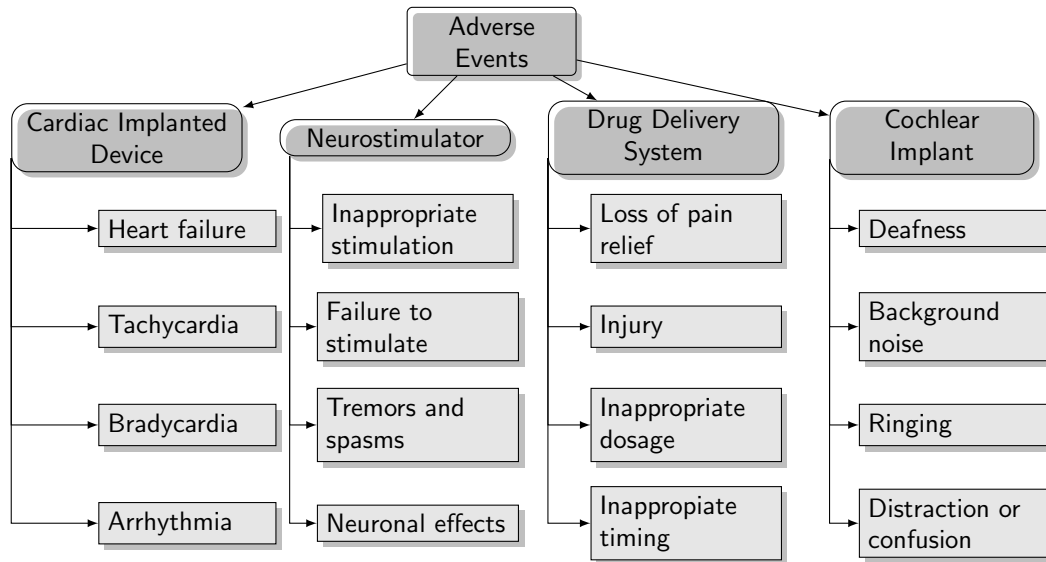 Adverse
Events
Cardiac Implanted
Device
Heart failure
Tachycardia
Bradycardia
Arrhythmia
Neurostimulator
Inappropriate
stimulation
Failure to
stimulate
Tremors and
spasms
Neuronal effects
Drug Delivery
System
Loss of pain
relief
Injury
Inappropriate
dosage
Inappropiate
timing
Cochlear
Implant
Deafness
Background
noise
Ringing
Distraction or
confusion